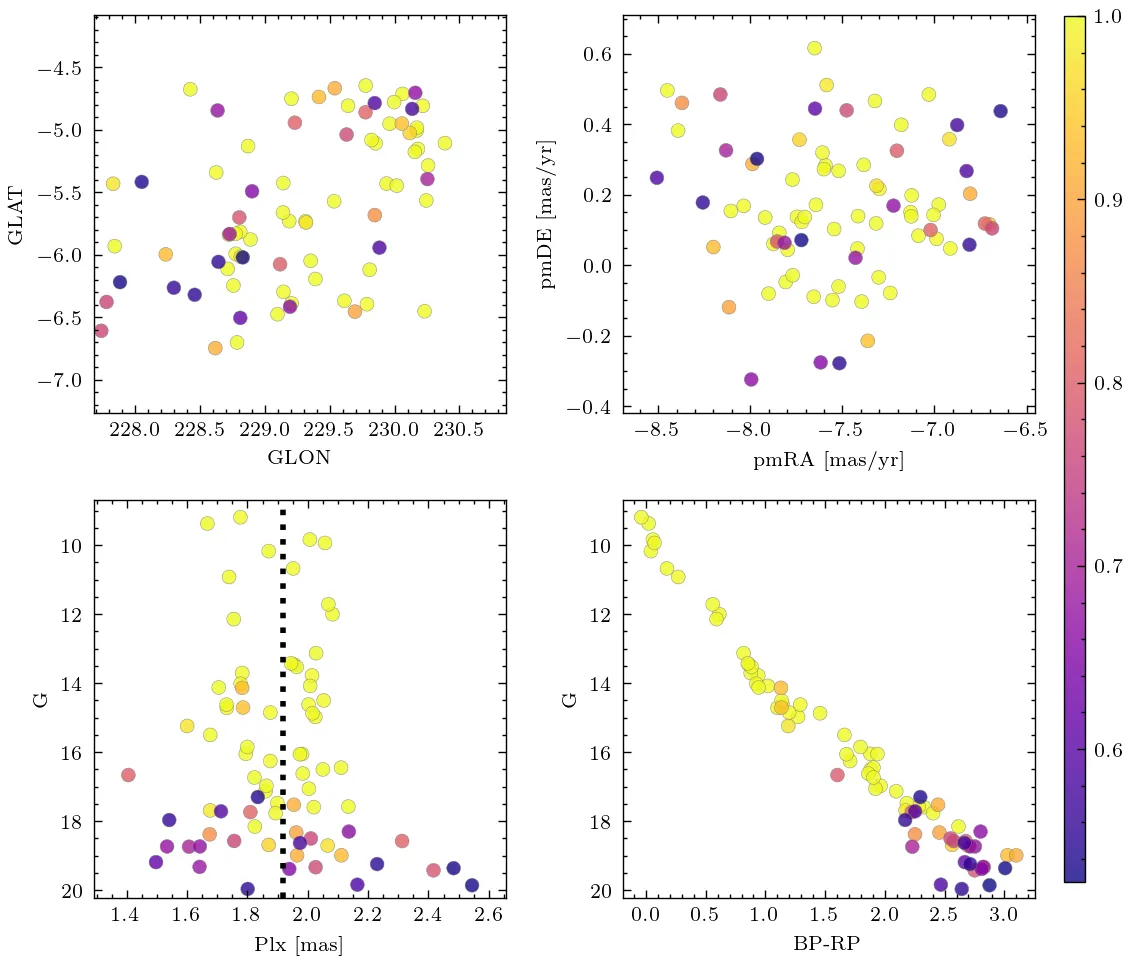 −4.5
−5.0
−5.5
−6.0
−6.5
−7.0
GLAT
228.0 228.5 229.0 229.5 230.0 230.5
GLON
0.6
0.4
0.2
0.0
−0.2
−0.4
pmDE [mas/yr]
−8.5 −8.0 −7.5 −7.0 −6.5
pmRA [mas/yr]
1.0
0.9
0.8
0.7
0.6
10
12
14
16
18
20
G
1.4 1.6 1.8 2.0 2.2 2.4 2.6
Plx [mas]
10
12
14
16
18
20
G
0.0 0.5 1.0 1.5 2.0 2.5 3.0
BP-RP